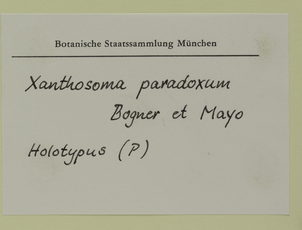 Botanische Staatssammlung München
Xanthosoma paradoxum
Bogner et Mayo
Holotypus (P)